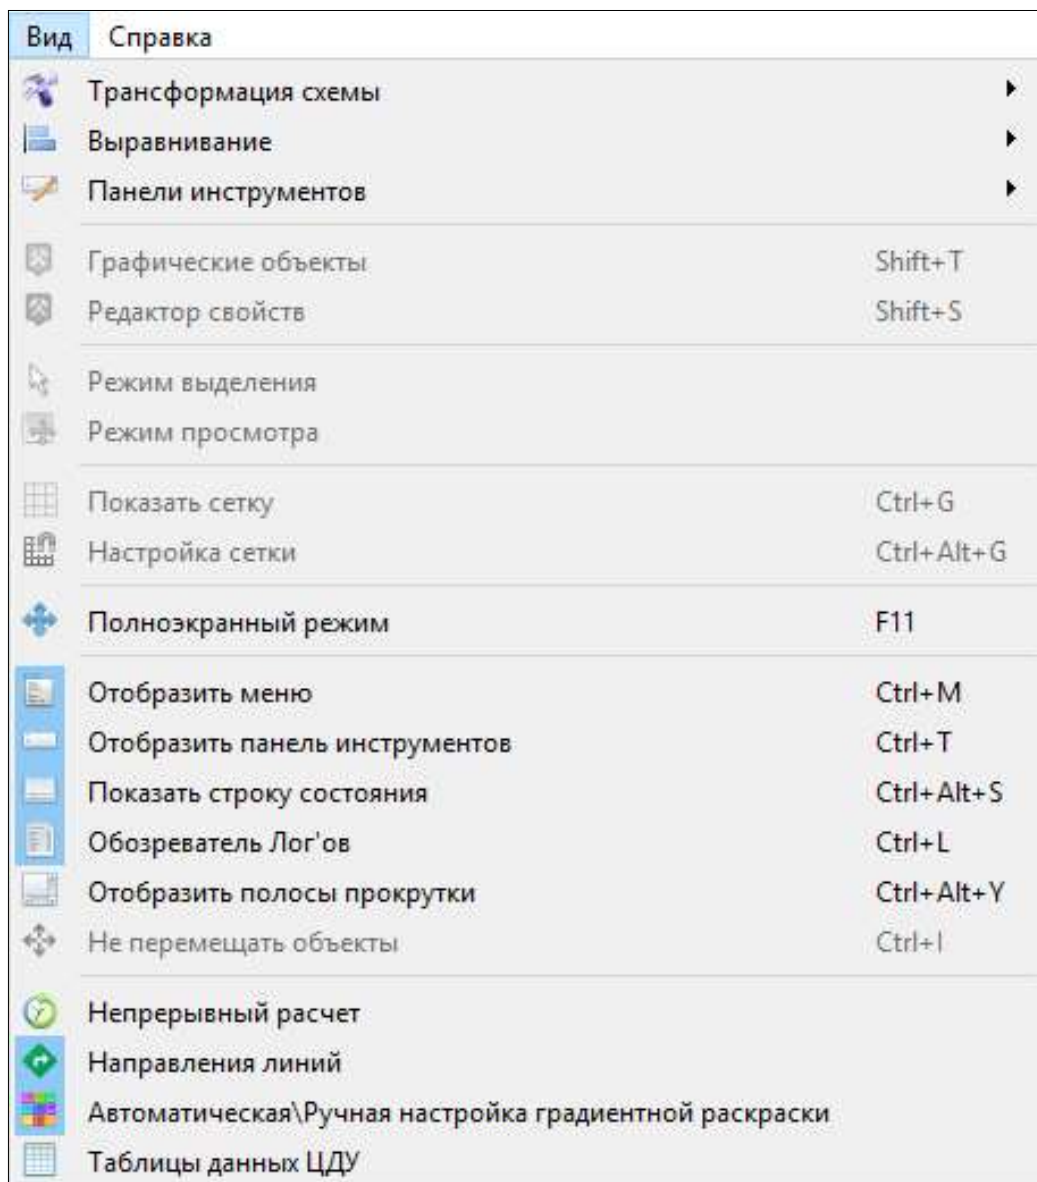 Вид Справка
Трансформация схемы
Выравнивание
Панели инструментов
Графические объекты Shift+T
Редактор свойств Shift+S
Режим выделения
Режим просмотра
Показать сетку Ctrl+G
Настройка сетки Ctrl+Alt+G
Полноэкранный режим F11
Отобразить меню Ctrl+M
Отобразить панель инструментов Ctrl+T
Показать строку состояния Ctrl+Alt+S
Обозреватель Лог'ов Ctrl+L
Отобразить полосы прокрутки Ctrl+Alt+Y
Не перемещать объекты Ctrl+I
Непрерывный расчет
Направления линий
Автоматическая\Ручная настройка градиентной раскраски
Таблицы данных ЦДУ